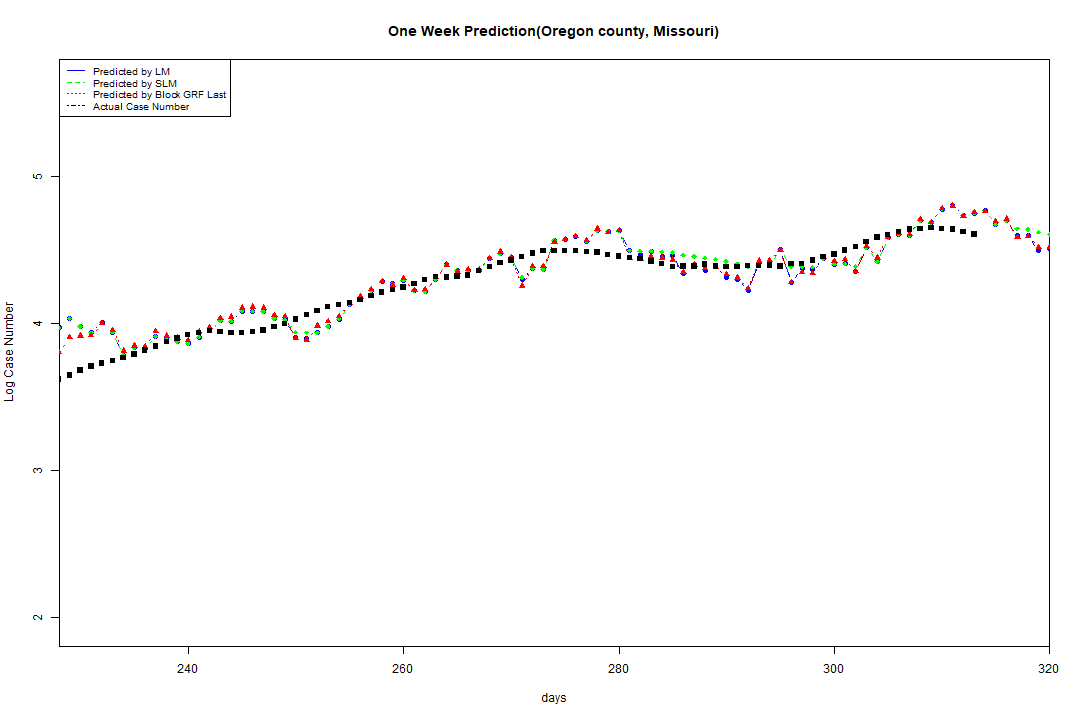 One Week Prediction(Oregon county, Missouri)
Predicted by LM
Predicted by SLM
Predicted by Block GRF Last
Actual Case Number
5
4
3
2
Log Case Number
240 260 280 300 320
days